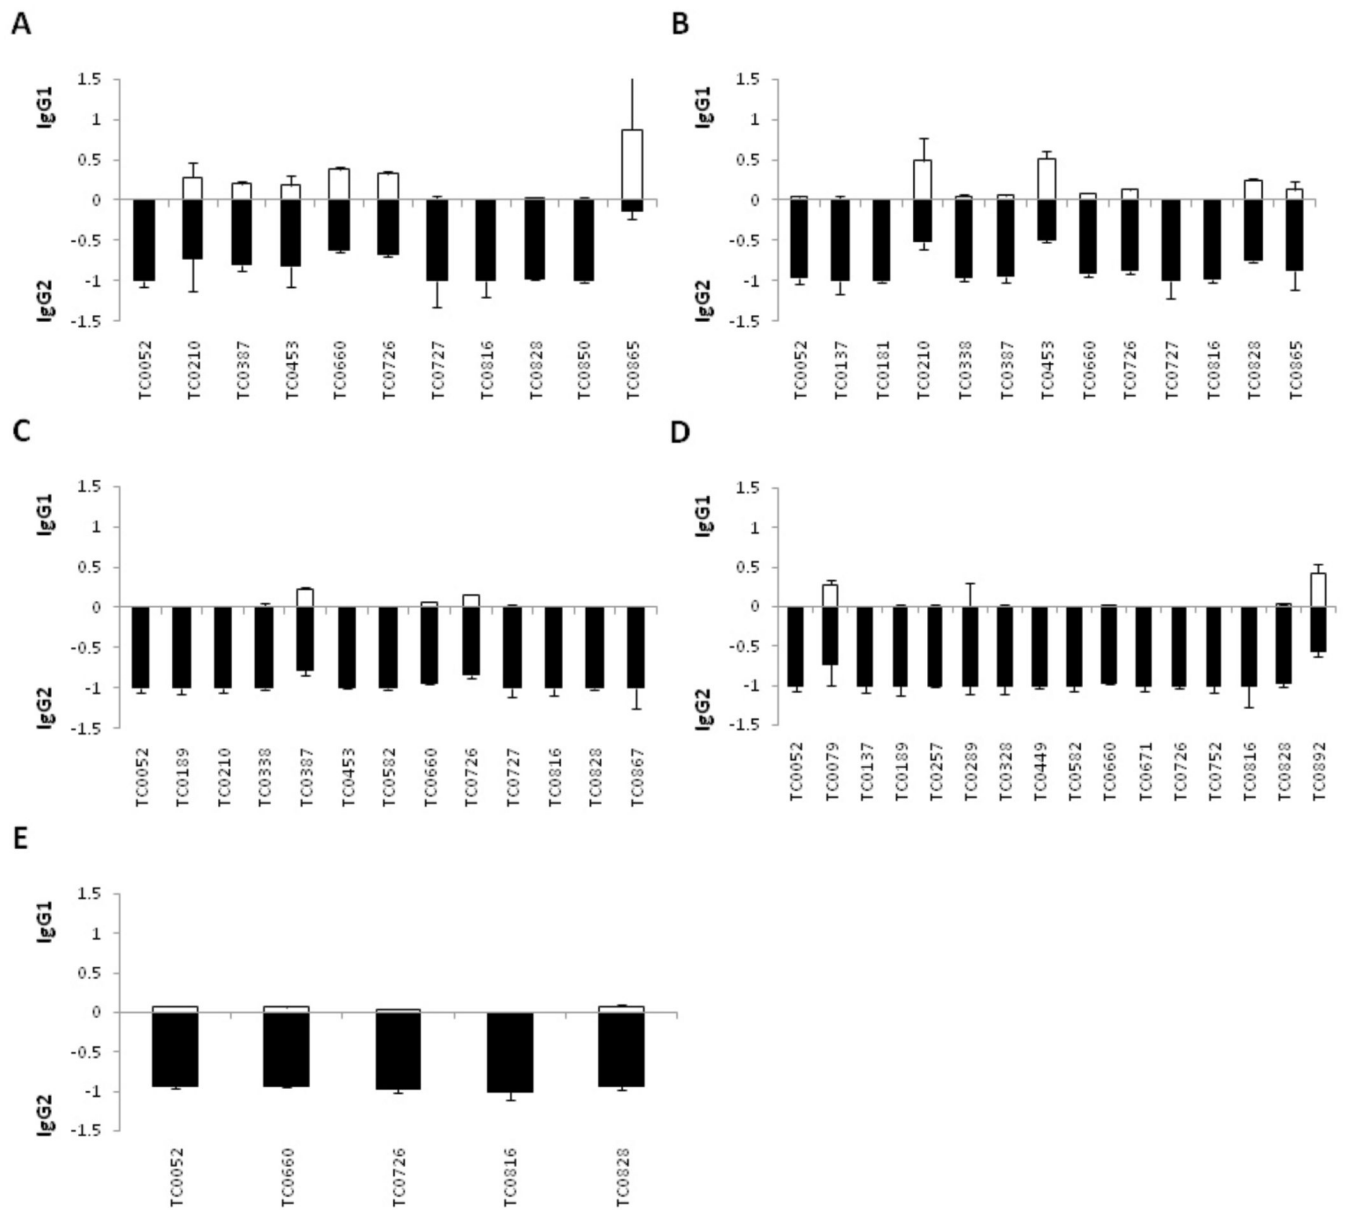 A
IgG1
IgG2
1.5
1
0.5
0
-0.5
-1
-1.5
TC0052
TC0210
TC0387
TC0453
TC0660
TC0726
TC0727
TC0816
TC0828
TC0850
TC0865
B
IgG1
IgG2
1.5
1
0.5
0
-0.5
-1
-1.5
TC0052
TC0137
TC0181
TC0210
TC0338
TC0387
TC0453
TC0660
TC0726
TC0727
TC0816
TC0828
TC0865
C
IgG1
IgG2
1.5
1
0.5
0
-0.5
-1
-1.5
TC0052
TC0189
TC0210
TC0338
TC0387
TC0453
TC0582
TC0660
TC0726
TC0727
TC0816
TC0828
TC0867
D
IgG1
IgG2
1.5
1
0.5
0
-0.5
-1
-1.5
TC0052
TC0079
TC0137
TC0189
TC0257
TC0289
TC0328
TC0449
TC0582
TC0660
TC0671
TC0726
TC0752
TC0816
TC0828
TC0892
E
IgG1
IgG2
1.5
1
0.5
0
-0.5
-1
-1.5
TC0052
TC0660
TC0726
TC0816
TC0828